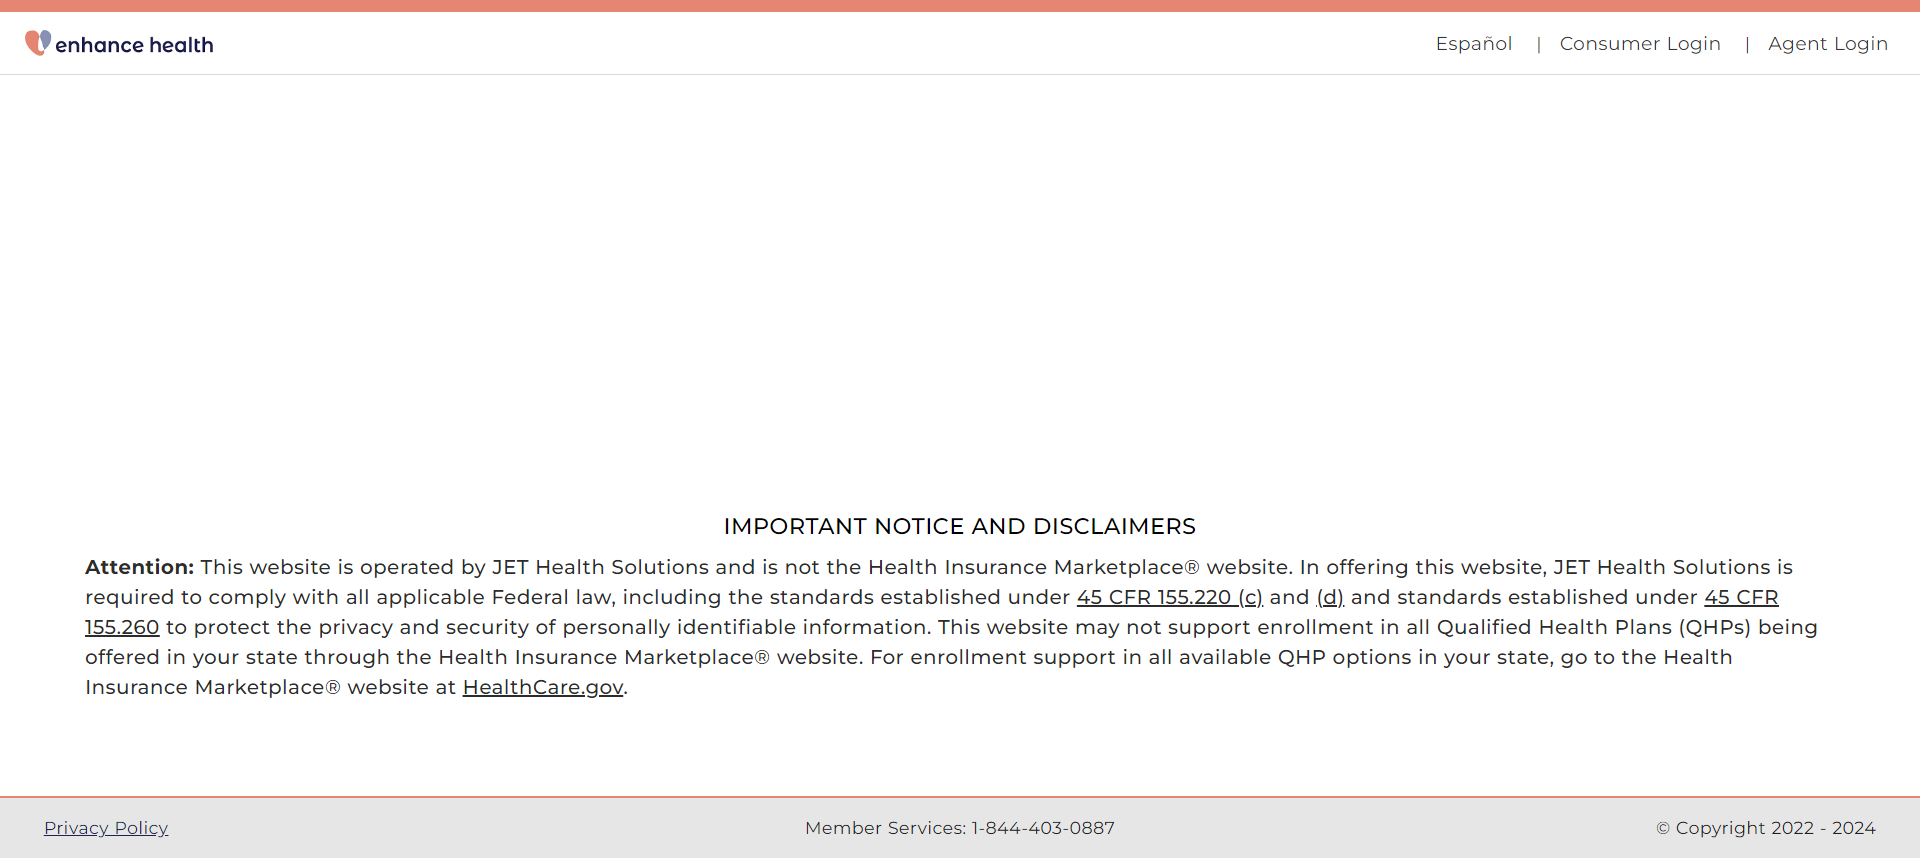 enhance health
Español | Consumer Login | Agent Login
IMPORTANT NOTICE AND DISCLAIMERS
Attention: This website is operated by JET Health Solutions and is not the Health Insurance Marketplace® website. In offering this website, JET Health Solutions is
required to comply with all applicable Federal law, including the standards established under 45 CFR 155.220 (c) and (d) and standards established under 45 CFR
155.260 to protect the privacy and security of personally identifiable information. This website may not support enrollment in all Qualified Health Plans (QHPs) being
offered in your state through the Health Insurance Marketplace® website. For enrollment support in all available QHP options in your state, go to the Health
Insurance Marketplace® website at HealthCare.gov.
Privacy Policy
Member Services: 1-844-403-0887
© Copyright 2022 - 2024